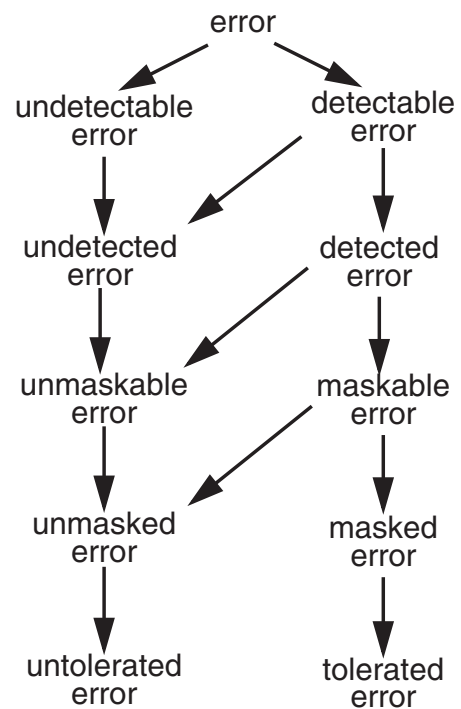 error
undetectable
error
detectable
error
undetected
error
detected
error
unmaskable
error
maskable
error
unmasked
error
masked
error
untolerated
error
tolerated
error